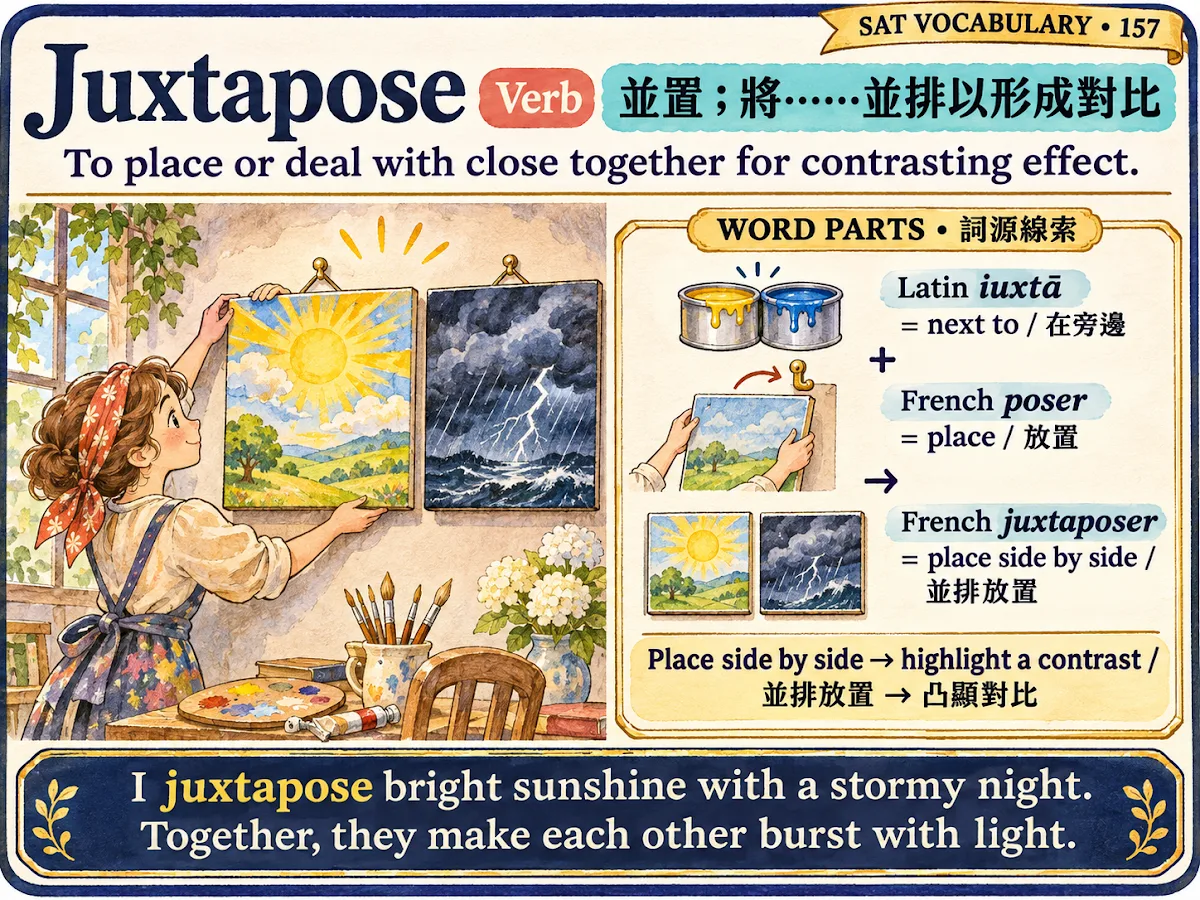 SAT VOCABULARY • 157
Juxtapose Verb 並置；將……並排以形成對比
To place or deal with close together for contrasting effect.
WORD PARTS • 詞源線索
Latin iuxtā
= next to / 在旁邊
+
French poser
= place / 放置
→
French juxtaposer
= place side by side /
並排放置
Place side by side → highlight a contrast /
並排放置 → 凸顯對比
I juxtapose bright sunshine with a stormy night.
Together, they make each other burst with light.